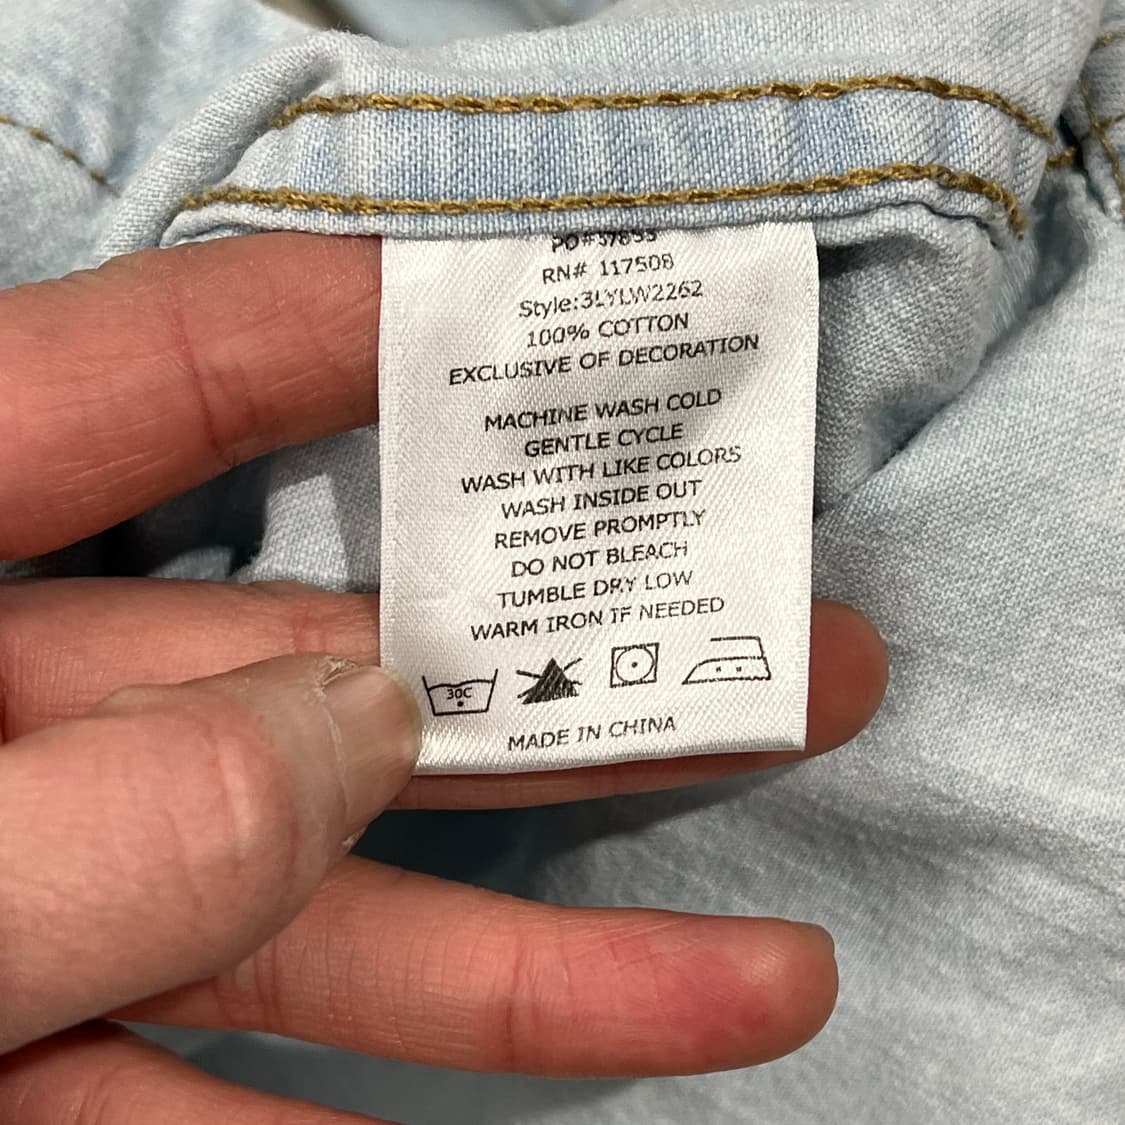 RN# 117508
Style:3LYLW2262
100% COTTON
EXCLUSIVE OF DECORATION
MACHINE WASH COLD
GENTLE CYCLE
WASH WITH LIKE COLORS
WASH INSIDE OUT
REMOVE PROMPTLY
DO NOT BLEACH
TUMBLE DRY LOW
WARM IRON IF NEEDED
30C
MADE IN CHINA